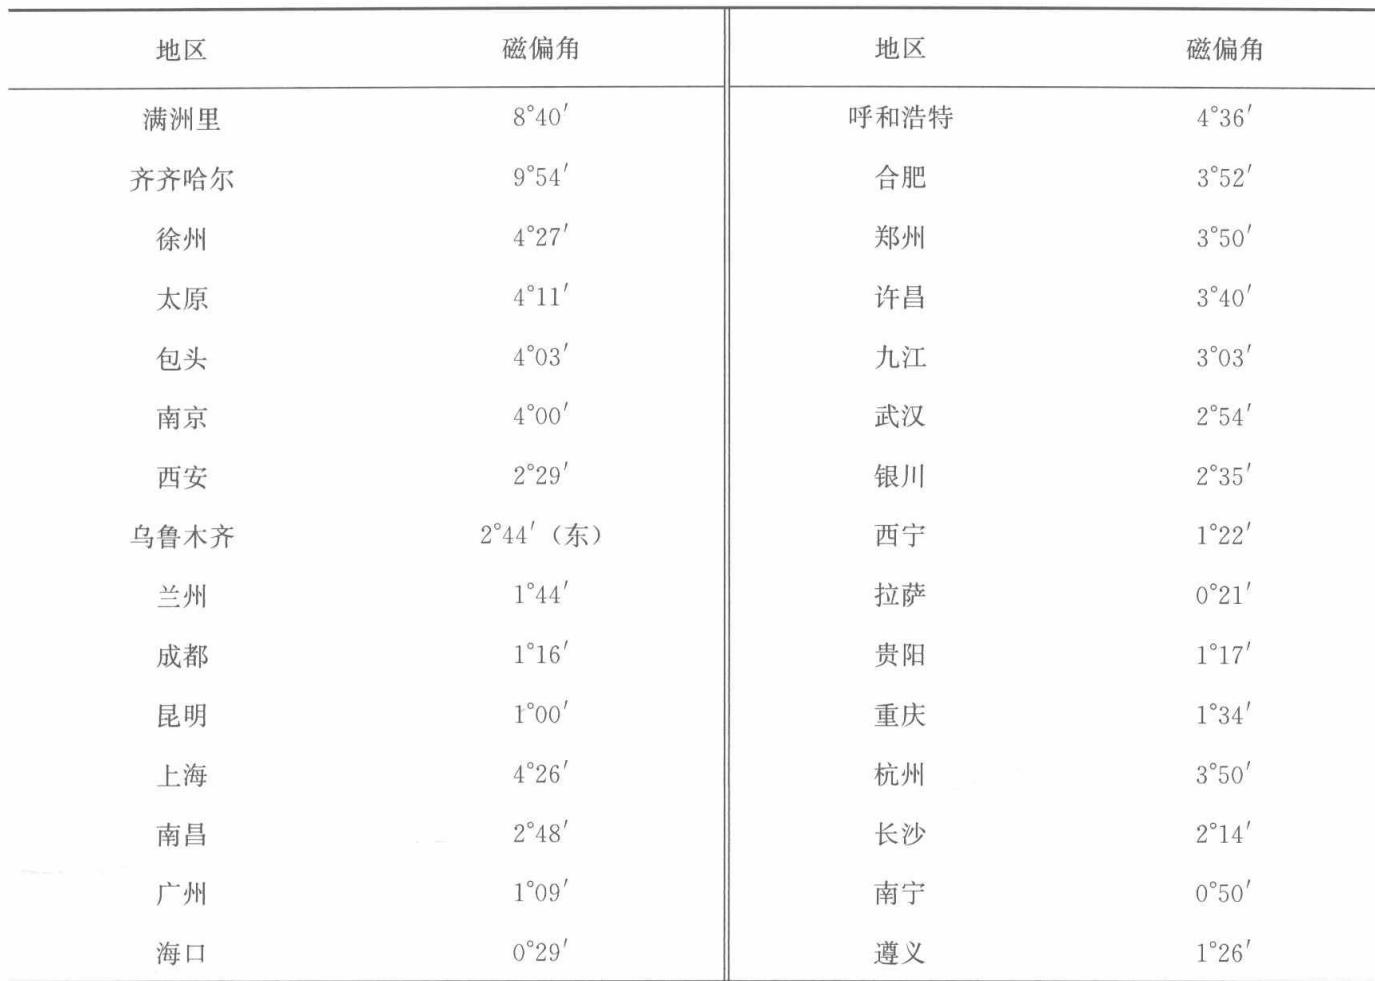 地区 磁偏角 地区 磁偏角
满洲里 8°40′ 呼和浩特 4°36′
齐齐哈尔 9°54′ 合肥 3°52′
徐州 4°27′ 郑州 3°50′
太原 4°11′ 许昌 3°40′
包头 4°03′ 九江 3°03′
南京 4°00′ 武汉 2°54′
西安 2°29′ 银川 2°35′
乌鲁木齐 2°44′（东） 西宁 1°22′
兰州 1°44′ 拉萨 0°21′
成都 1°16′ 贵阳 1°17′
昆明 1°00′ 重庆 1°34′
上海 4°26′ 杭州 3°50′
南昌 2°48′ 长沙 2°14′
广州 1°09′ 南宁 0°50′
海口 0°29′ 遵义 1°26′